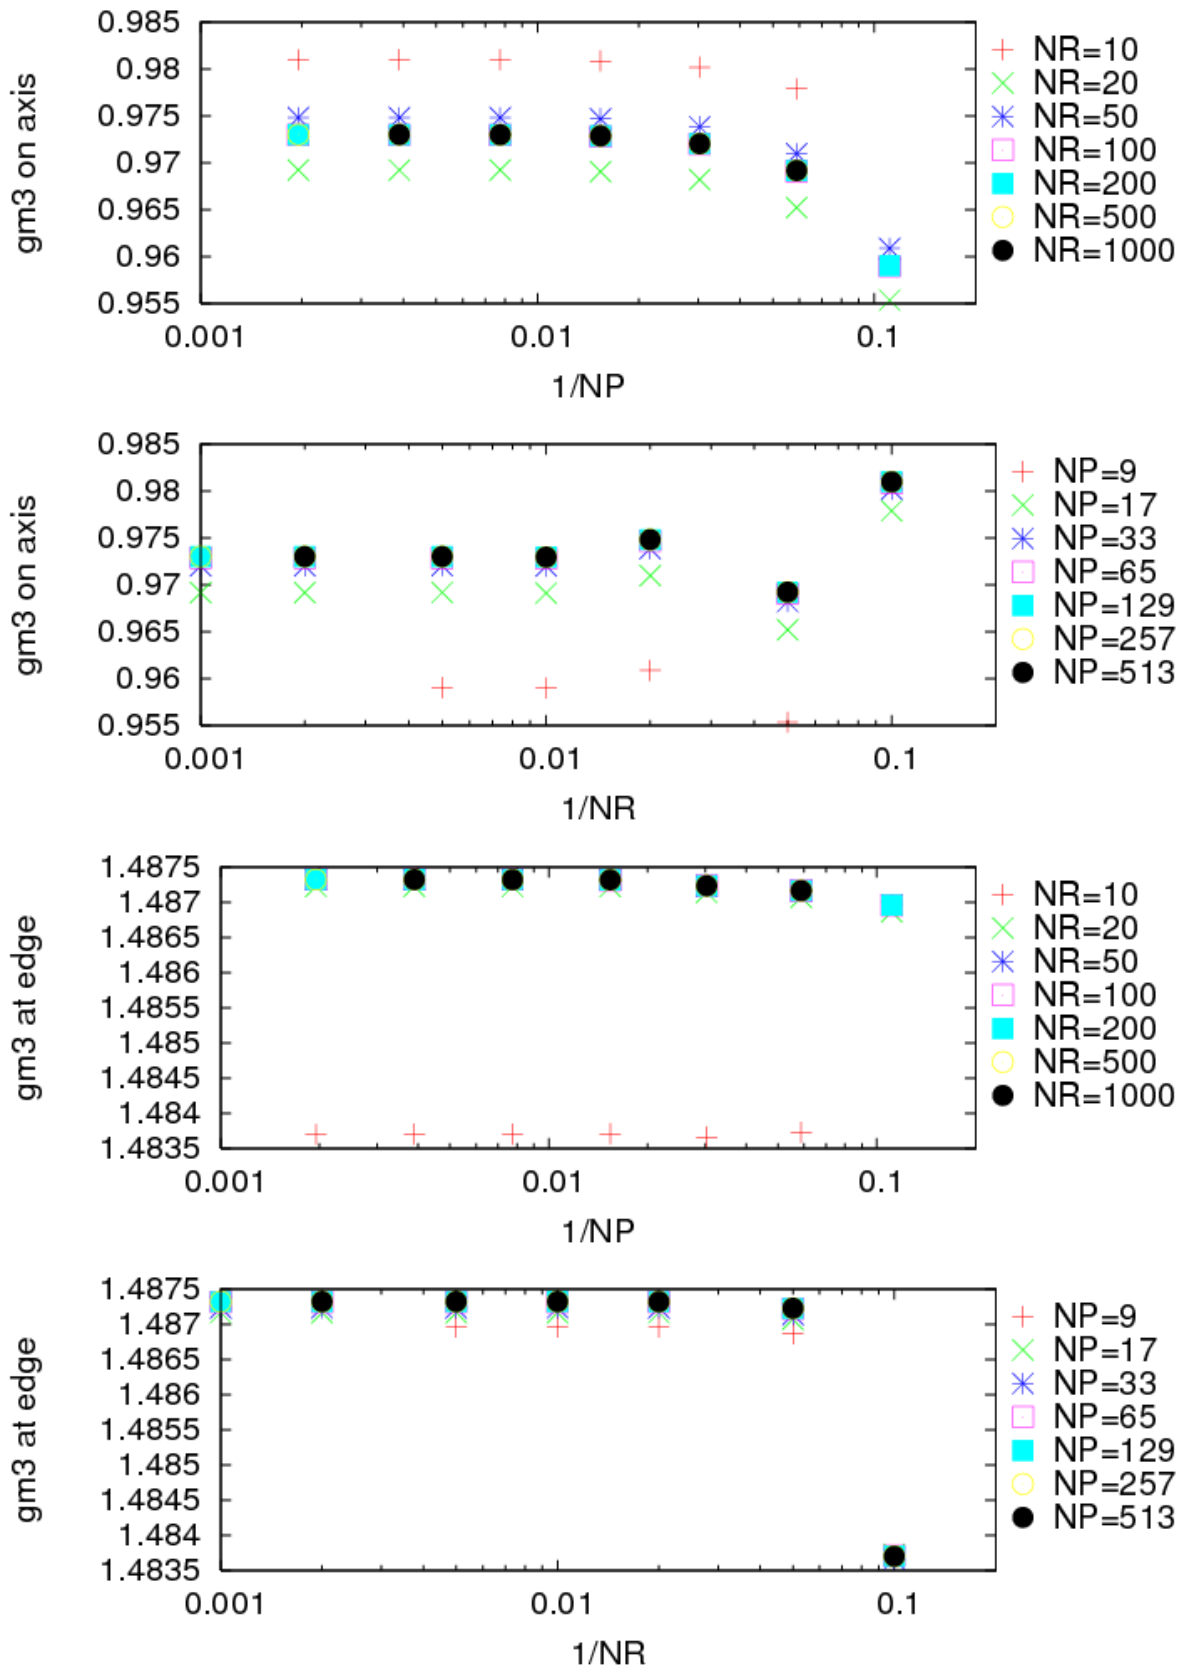 gm3 on axis
0.985
0.98
0.975
0.97
0.965
0.96
0.955
0.001
0.01
0.1
1/NP
NR=10
NR=20
NR=50
NR=100
NR=200
NR=500
NR=1000
gm3 on axis
0.985
0.98
0.975
0.97
0.965
0.96
0.955
0.001
0.01
0.1
1/NR
NP=9
NP=17
NP=33
NP=65
NP=129
NP=257
NP=513
gm3 at edge
1.4875
1.487
1.4865
1.486
1.4855
1.485
1.4845
1.484
1.4835
0.001
0.01
0.1
1/NP
NR=10
NR=20
NR=50
NR=100
NR=200
NR=500
NR=1000
gm3 at edge
1.4875
1.487
1.4865
1.486
1.4855
1.485
1.4845
1.484
1.4835
0.001
0.01
0.1
1/NR
NP=9
NP=17
NP=33
NP=65
NP=129
NP=257
NP=513